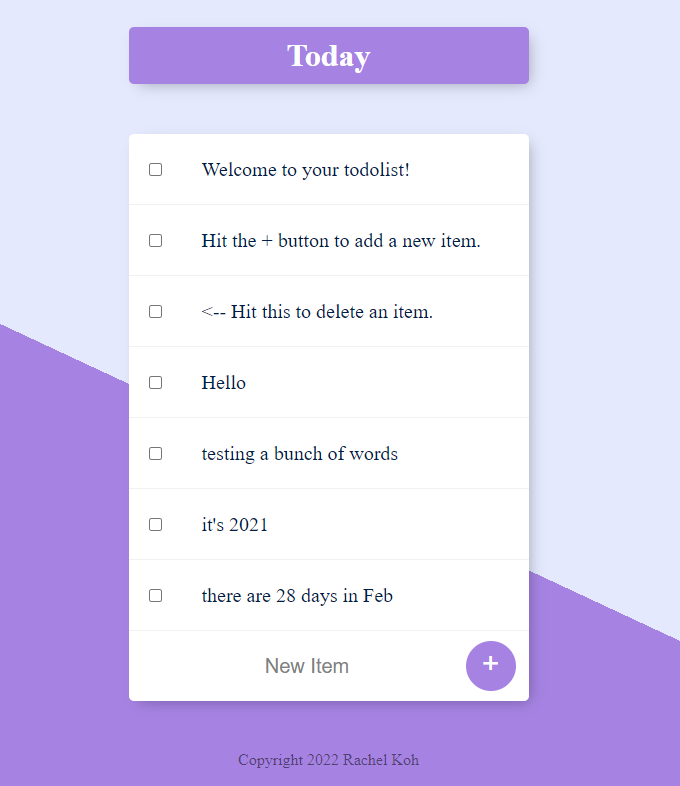 Today
Welcome to your todolist!
Hit the + button to add a new item.
<-- Hit this to delete an item.
Hello
testing a bunch of words
it's 2021
there are 28 days in Feb
New Item
+
Copyright 2022 Rachel Koh